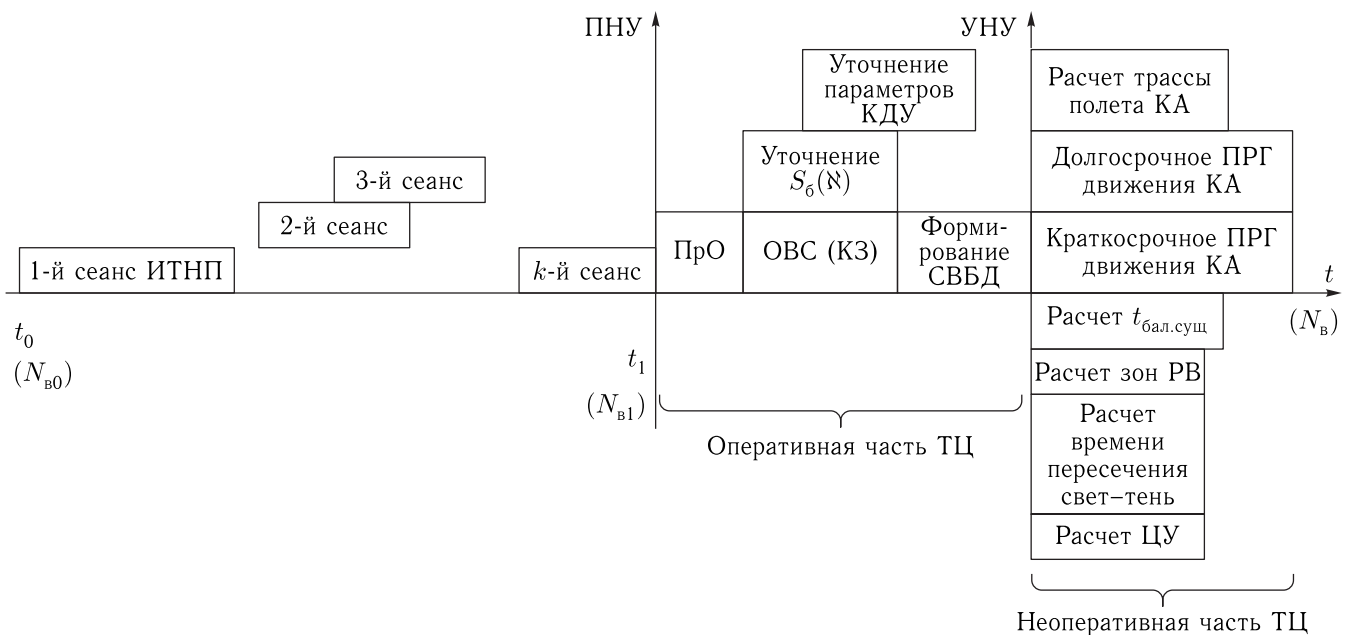 ПНУ
УНУ
Уточнение
параметров
КДУ
Расчет трассы
полета КА
Уточнение
Sб(ℵ)
Долгосрочное ПРГ
движения КА
3-й сеанс
2-й сеанс
1-й сеанс ИТНП
k-й сеанс
ПрО
ОВС (КЗ)
Форми-
рование
СВБД
Краткосрочное ПРГ
движения КА
t
(Nв)
t0
(Nв0)
t1
(Nв1)
Расчет tбал.сущ
Расчет зон РВ
Расчет
времени
пересечения
свет–тень
Расчет ЦУ
Оперативная часть ТЦ
Неоперативная часть ТЦ